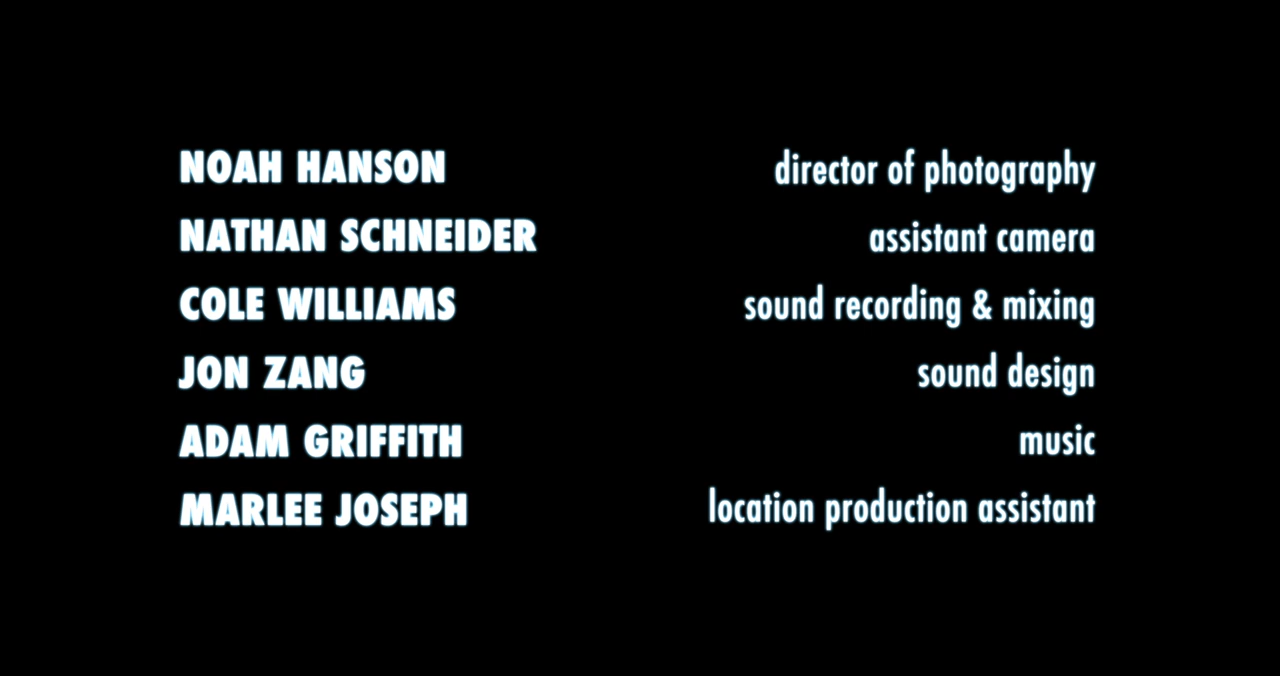 NOAH HANSON director of photography
NATHAN SCHNEIDER assistant camera
COLE WILLIAMS sound recording & mixing
JON ZANG sound design
ADAM GRIFFITH music
MARLEE JOSEPH location production assistant